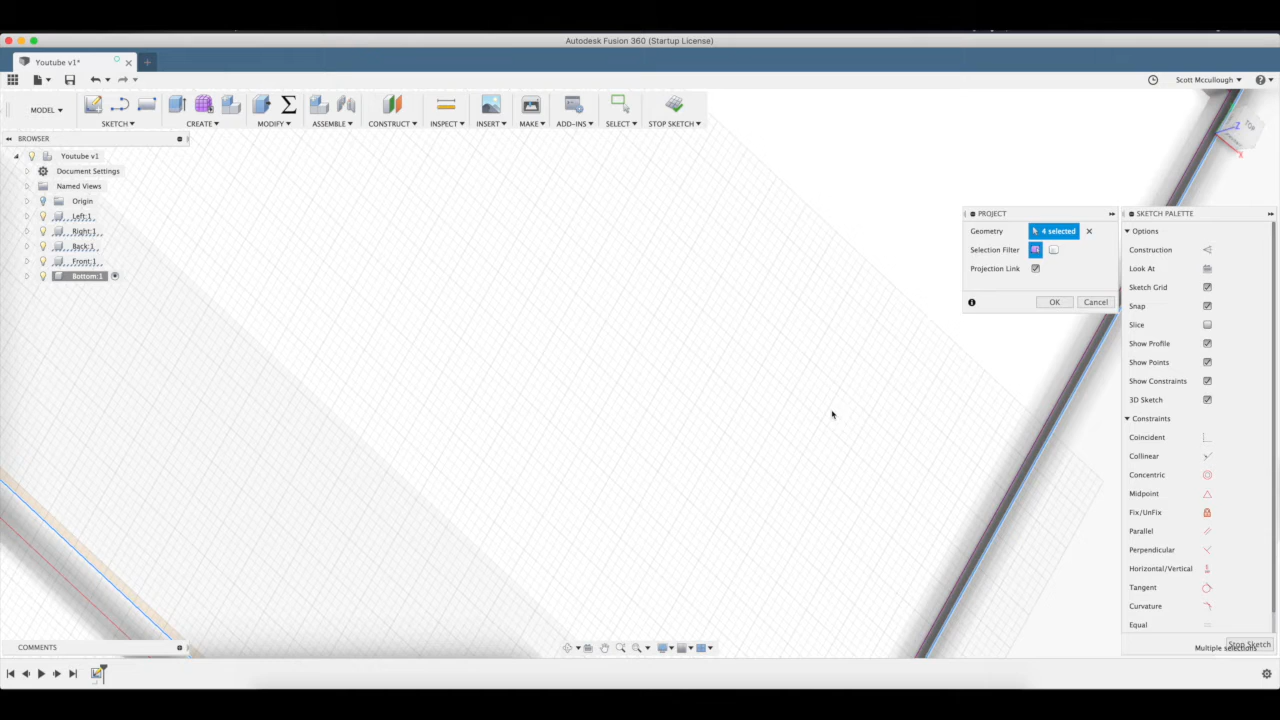 Autodesk Fusion 360 (Startup License)
Youtube v1*
Scott Mccullough
MODEL
SKETCH
CREATE
MODIFY
ASSEMBLE
CONSTRUCT
INSPECT
INSERT
MAKE
ADD-INS
SELECT
STOP SKETCH
BROWSER
Youtube v1
Document Settings
Named Views
Origin
Left:1
Right:1
Back:1
Front:1
Bottom:1
TOP
Z
X
PROJECT
Geometry
4 selected
Selection Filter
Projection Link
OK
Cancel
SKETCH PALETTE
Options
Construction
Look At
Sketch Grid
Snap
Slice
Show Profile
Show Points
Show Constraints
3D Sketch
Constraints
Coincident
Collinear
Concentric
Midpoint
Fix/UnFix
Parallel
Perpendicular
Horizontal/Vertical
Tangent
Curvature
Equal
Stop Sketch
Multiple selections
COMMENTS